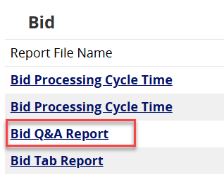 Bid
Report File Name
Bid Processing Cycle Time
Bid Processing Cycle Time
Bid Q&A Report
Bid Tab Report